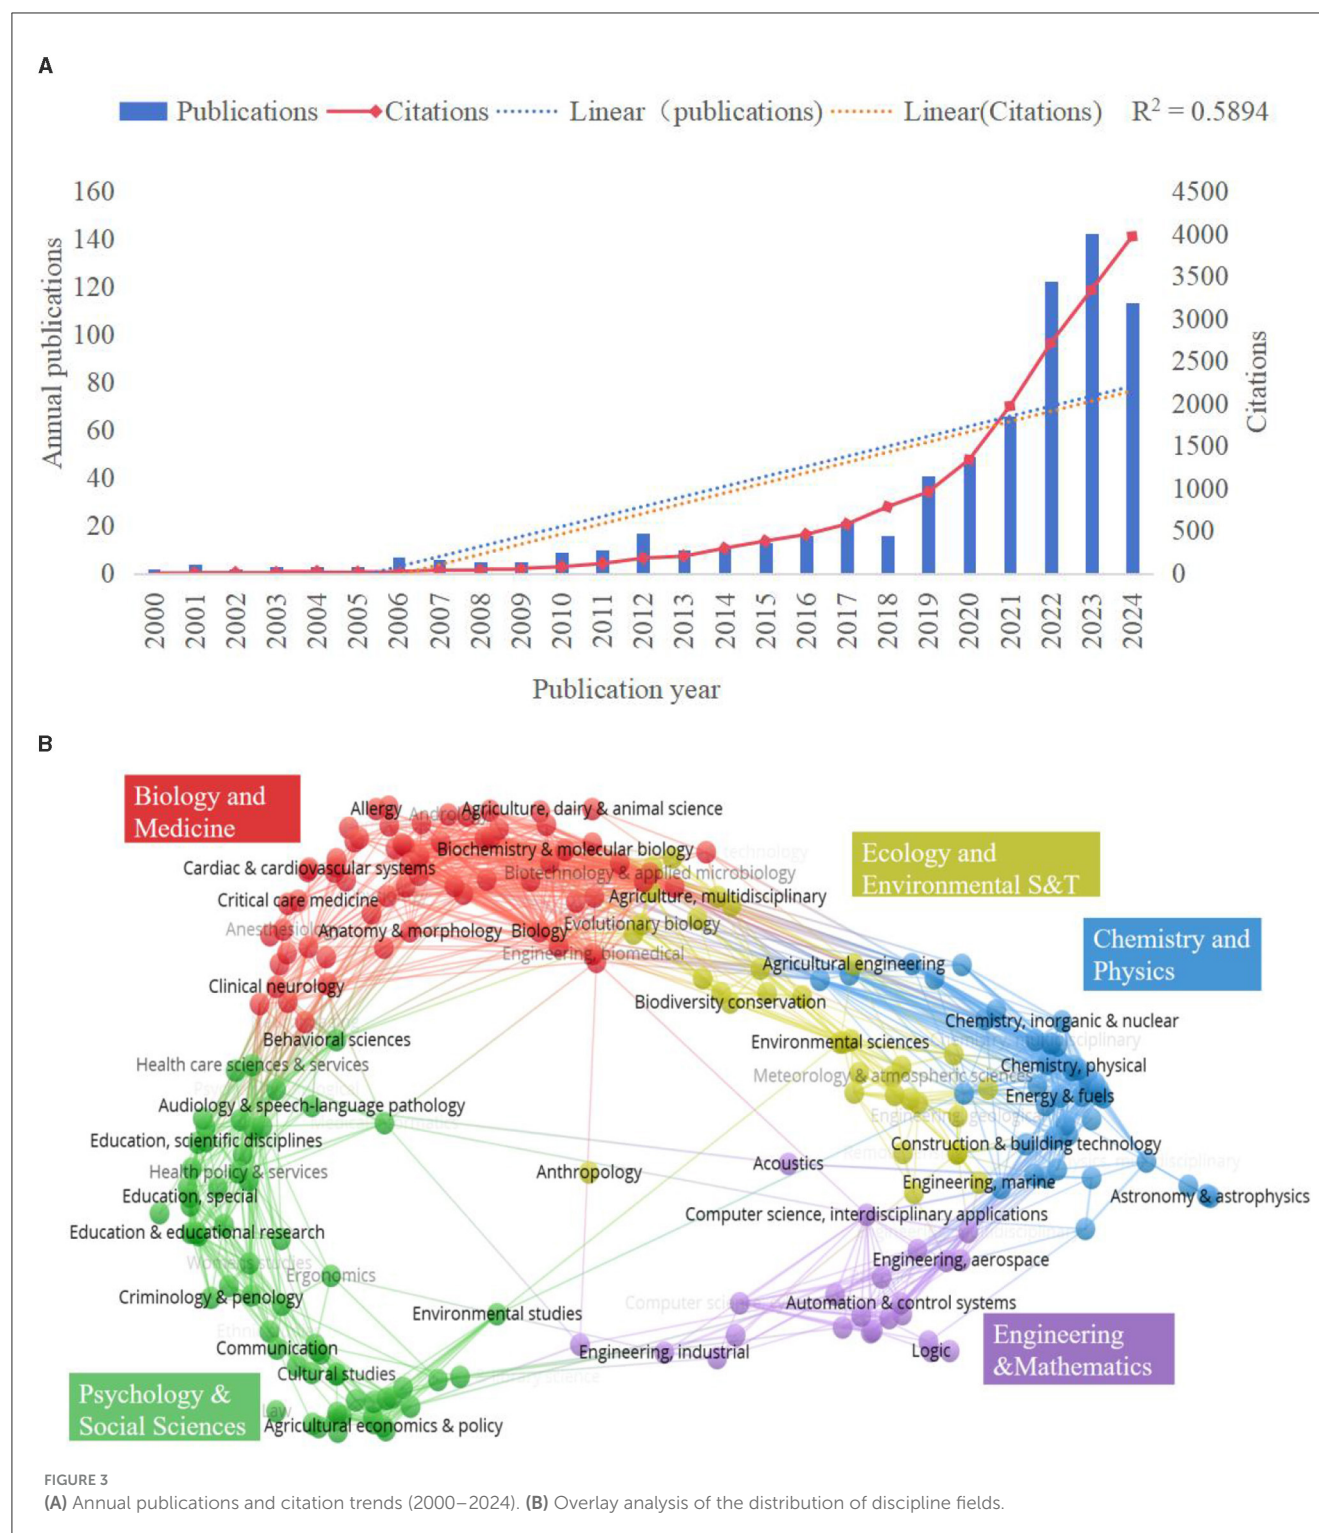 A
Publications Citations Linear (publications) Linear(Citations) R² = 0.5894
160
140
120
100
80
60
40
20
0
Annual publications
4500
4000
3500
3000
2500
2000
1500
1000
500
0
Citations
2000 2001 2002 2003 2004 2005 2006 2007 2008 2009 2010 2011 2012 2013 2014 2015 2016 2017 2018 2019 2020 2021 2022 2023 2024
Publication year
B
Biology and
Medicine
Allergy
Agriculture, dairy & animal science
Biochemistry & molecular biology
technology
Ecology and
Environmental S&T
Cardiac & cardiovascular systems
Biotechnology & applied microbiology
Critical care medicine
Agriculture, multidisciplinary
Anatomy & morphology
Biology
Evolutionary biology
Engineering, biomedical
Chemistry and
Physics
Agricultural engineering
Clinical neurology
Biodiversity conservation
Chemistry, inorganic & nuclear
Behavioral sciences
Environmental sciences
Health care sciences & services
Chemistry, physical
Meteorology & atmospheric sciences
Energy & fuels
Audiology & speech-language pathology
Education, scientific disciplines
Construction & building technology
Acoustics
Health policy & services
Anthropology
Engineering, marine
Education, special
Astronomy & astrophysics
Computer science, interdisciplinary applications
Education & educational research
Engineering, aerospace
Ergonomics
Criminology & penology
Automation & control systems
Environmental studies
Communication
Engineering, industrial
Logic
Engineering
&Mathematics
Cultural studies
Psychology &
Social Sciences
Law
Agricultural economics & policy
FIGURE 3
(A) Annual publications and citation trends (2000–2024). (B) Overlay analysis of the distribution of discipline fields.